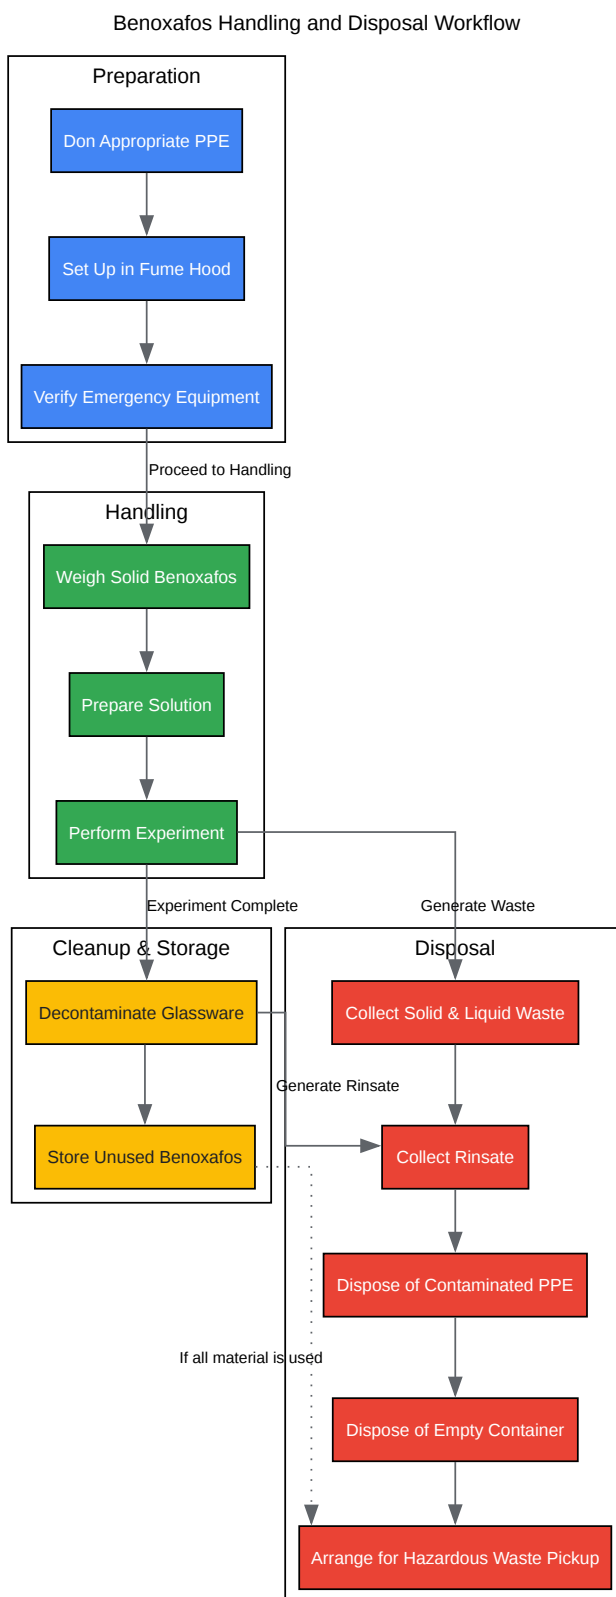 Benoxafos Handling and Disposal Workflow
Preparation
Don Appropriate PPE
Set Up in Fume Hood
Verify Emergency Equipment
Proceed to Handling
Handling
Weigh Solid Benoxafos
Prepare Solution
Perform Experiment
Experiment Complete
Generate Waste
Cleanup & Storage
Disposal
Decontaminate Glassware
Collect Solid & Liquid Waste
Generate Rinsate
Store Unused Benoxafos
Collect Rinsate
Dispose of Contaminated PPE
If all material is used
Dispose of Empty Container
Arrange for Hazardous Waste Pickup